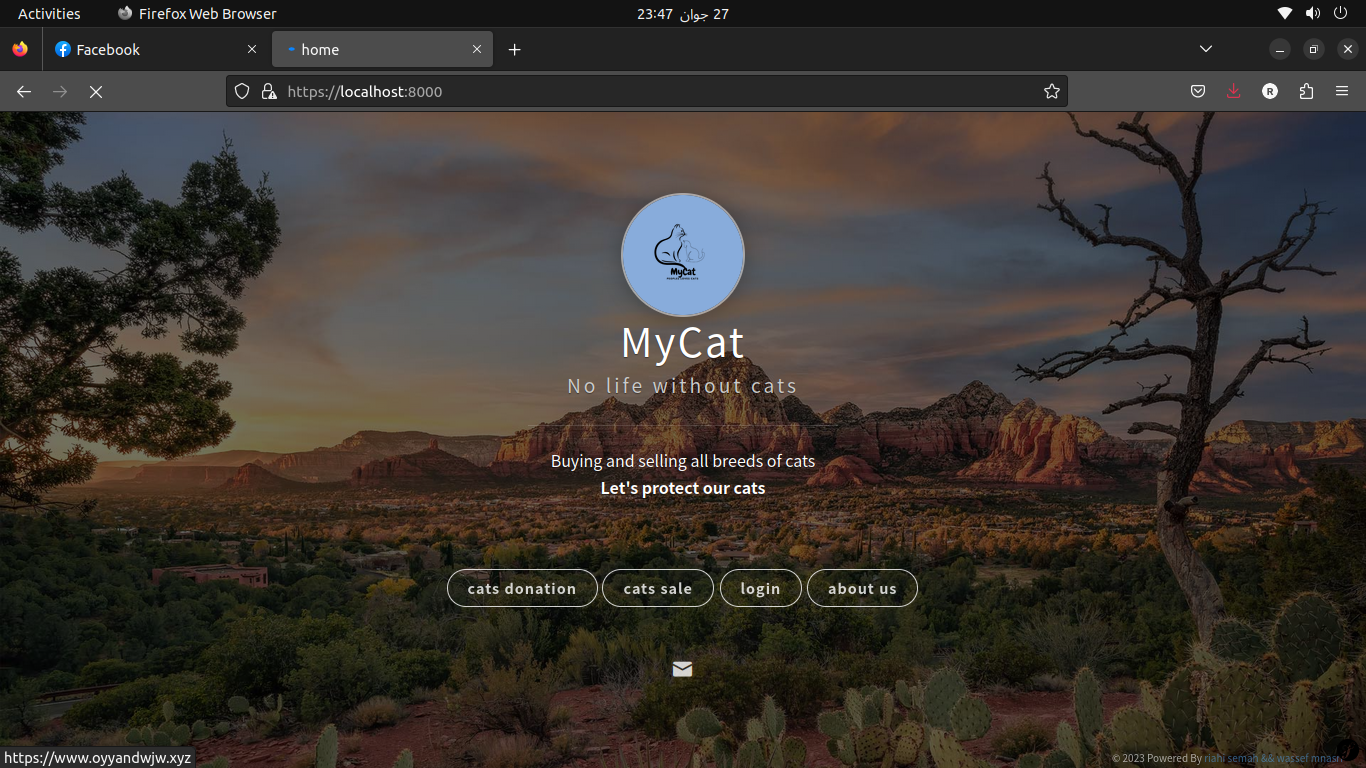 Activities
Firefox Web Browser
27 جوان 23:47
Facebook
home
https://localhost:8000
R
MyCat
MyCat
No life without cats
Buying and selling all breeds of cats
Let's protect our cats
cats donation
cats sale
login
about us
https://www.oyyandwjw.xyz
© 2023 Powered By riahi semah && wassef mnasri